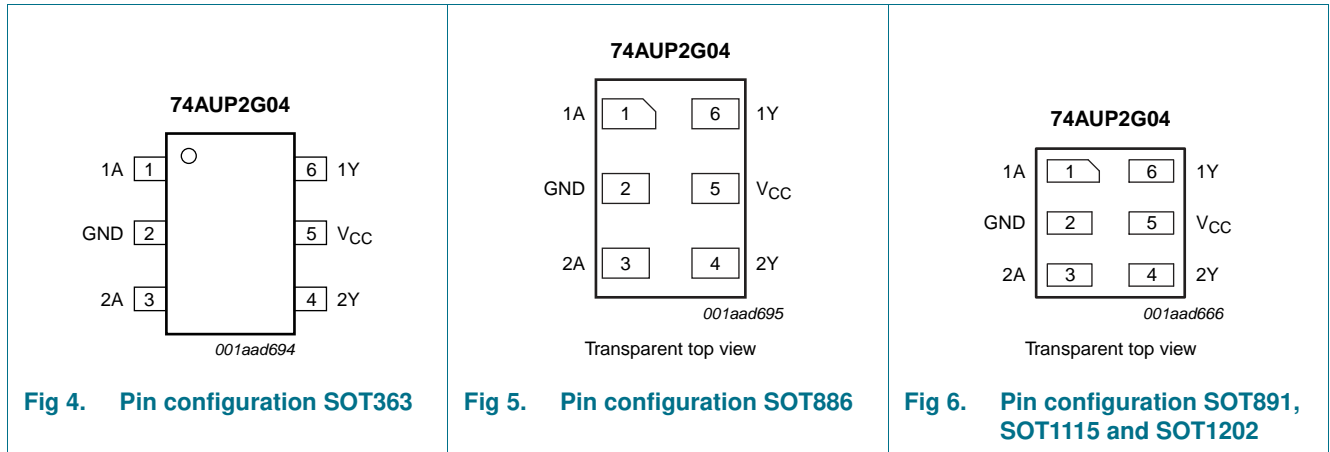 74AUP2G04
1A 1 6 1Y
GND 2 5 VCC
2A 3 4 2Y
001aad694
Fig 4. Pin configuration SOT363
74AUP2G04
1A 1 6 1Y
GND 2 5 VCC
2A 3 4 2Y
001aad695
Transparent top view
Fig 5. Pin configuration SOT886
74AUP2G04
1A 1 6 1Y
GND 2 5 VCC
2A 3 4 2Y
001aad666
Transparent top view
Fig 6. Pin configuration SOT891,
SOT1115 and SOT1202